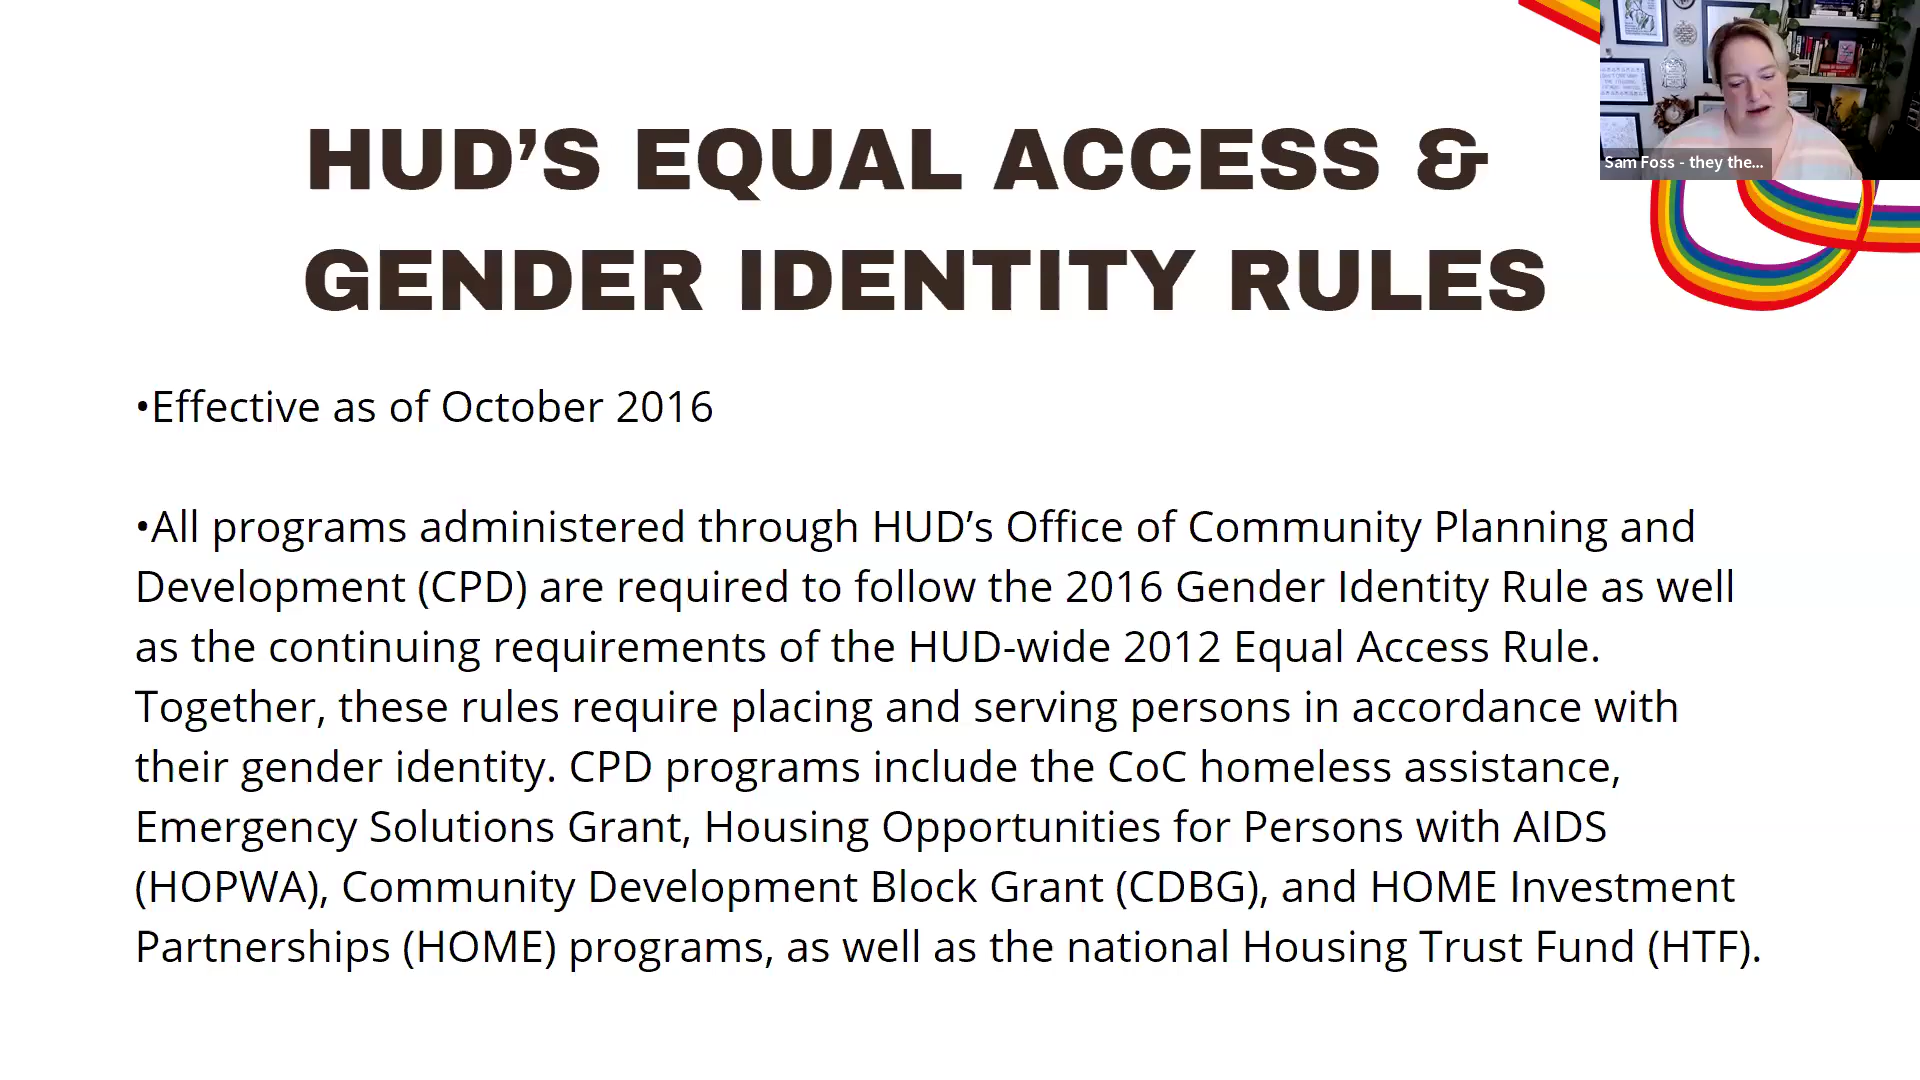 HUD’S EQUAL ACCESS &
GENDER IDENTITY RULES
Sam Foss - they the...
•Effective as of October 2016
•All programs administered through HUD’s Office of Community Planning and
Development (CPD) are required to follow the 2016 Gender Identity Rule as well
as the continuing requirements of the HUD-wide 2012 Equal Access Rule.
Together, these rules require placing and serving persons in accordance with
their gender identity. CPD programs include the CoC homeless assistance,
Emergency Solutions Grant, Housing Opportunities for Persons with AIDS
(HOPWA), Community Development Block Grant (CDBG), and HOME Investment
Partnerships (HOME) programs, as well as the national Housing Trust Fund (HTF).